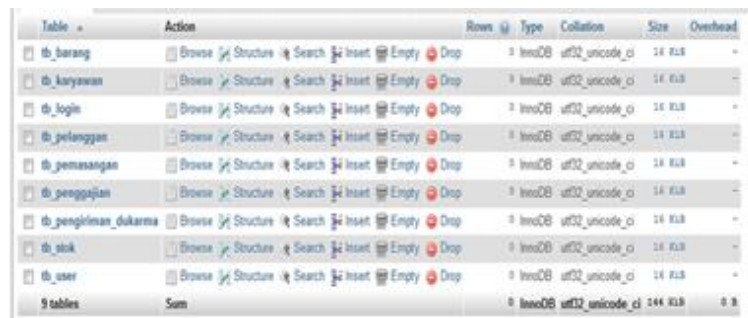 Table Action Rows Type Collation Size Overhead
tb_barang Browse Structure Search Insert Empty Drop 0 InnoDB utf32_unicode_ci 16 KiB -
tb_karyawan Browse Structure Search Insert Empty Drop 0 InnoDB utf32_unicode_ci 16 KiB -
tb_login Browse Structure Search Insert Empty Drop 0 InnoDB utf32_unicode_ci 16 KiB -
tb_pelanggan Browse Structure Search Insert Empty Drop 0 InnoDB utf32_unicode_ci 16 KiB -
tb_pemasangan Browse Structure Search Insert Empty Drop 0 InnoDB utf32_unicode_ci 16 KiB -
tb_penggajian Browse Structure Search Insert Empty Drop 0 InnoDB utf32_unicode_ci 16 KiB -
tb_pengiriman_dukarma Browse Structure Search Insert Empty Drop 0 InnoDB utf32_unicode_ci 16 KiB -
tb_stok Browse Structure Search Insert Empty Drop 0 InnoDB utf32_unicode_ci 16 KiB -
tb_user Browse Structure Search Insert Empty Drop 0 InnoDB utf32_unicode_ci 16 KiB -
9 tables Sum 0 InnoDB utf32_unicode_ci 144 KiB 0 B